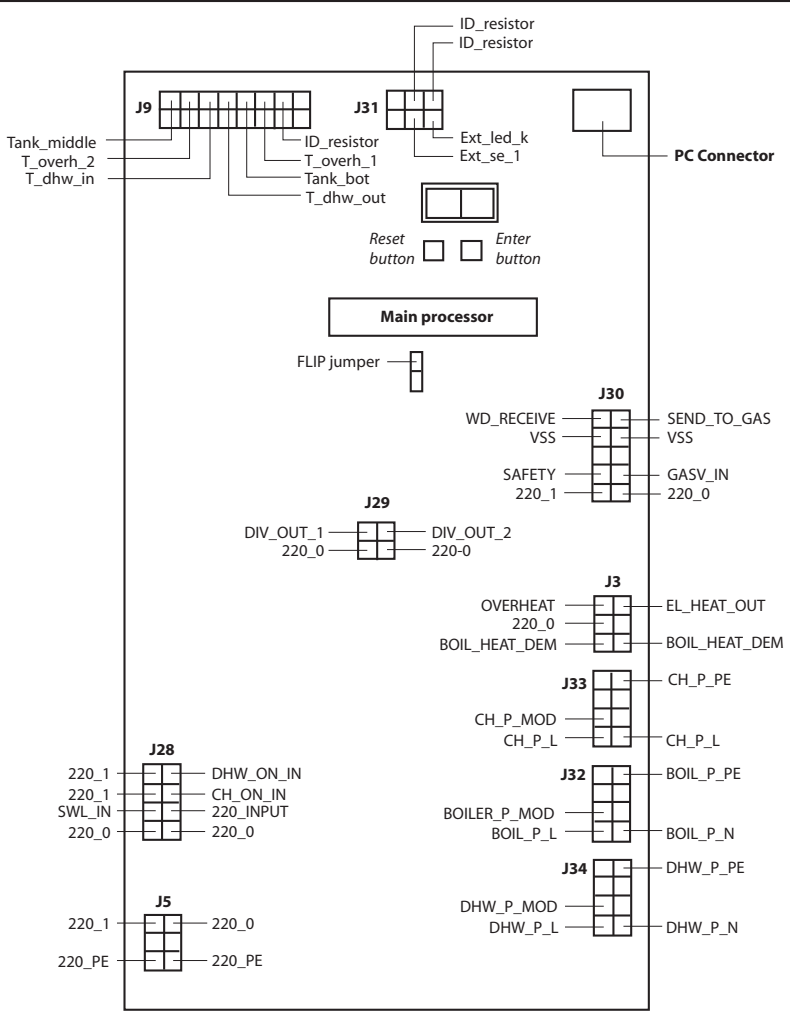 ID_resistor
ID_resistor
J9
J31
Tank_middle
T_overh_2
T_dhw_in
ID_resistor
T_overh_1
Tank_bot
T_dhw_out
Ext_led_k
Ext_se_1
PC Connector
Reset
button
Enter
button
Main processor
FLIP jumper
J30
WD_RECEIVE
SEND_TO_GAS
VSS
VSS
SAFETY
GASV_IN
220_1
220_0
J29
DIV_OUT_1
DIV_OUT_2
220_0
220-0
J3
OVERHEAT
EL_HEAT_OUT
220_0
BOIL_HEAT_DEM
BOIL_HEAT_DEM
J33
CH_P_PE
CH_P_MOD
CH_P_L
CH_P_L
J28
220_1
DHW_ON_IN
220_1
CH_ON_IN
SWL_IN
220_INPUT
220_0
220_0
J32
BOIL_P_PE
BOILER_P_MOD
BOIL_P_L
BOIL_P_N
J34
DHW_P_PE
DHW_P_MOD
DHW_P_L
DHW_P_N
J5
220_1
220_0
220_PE
220_PE